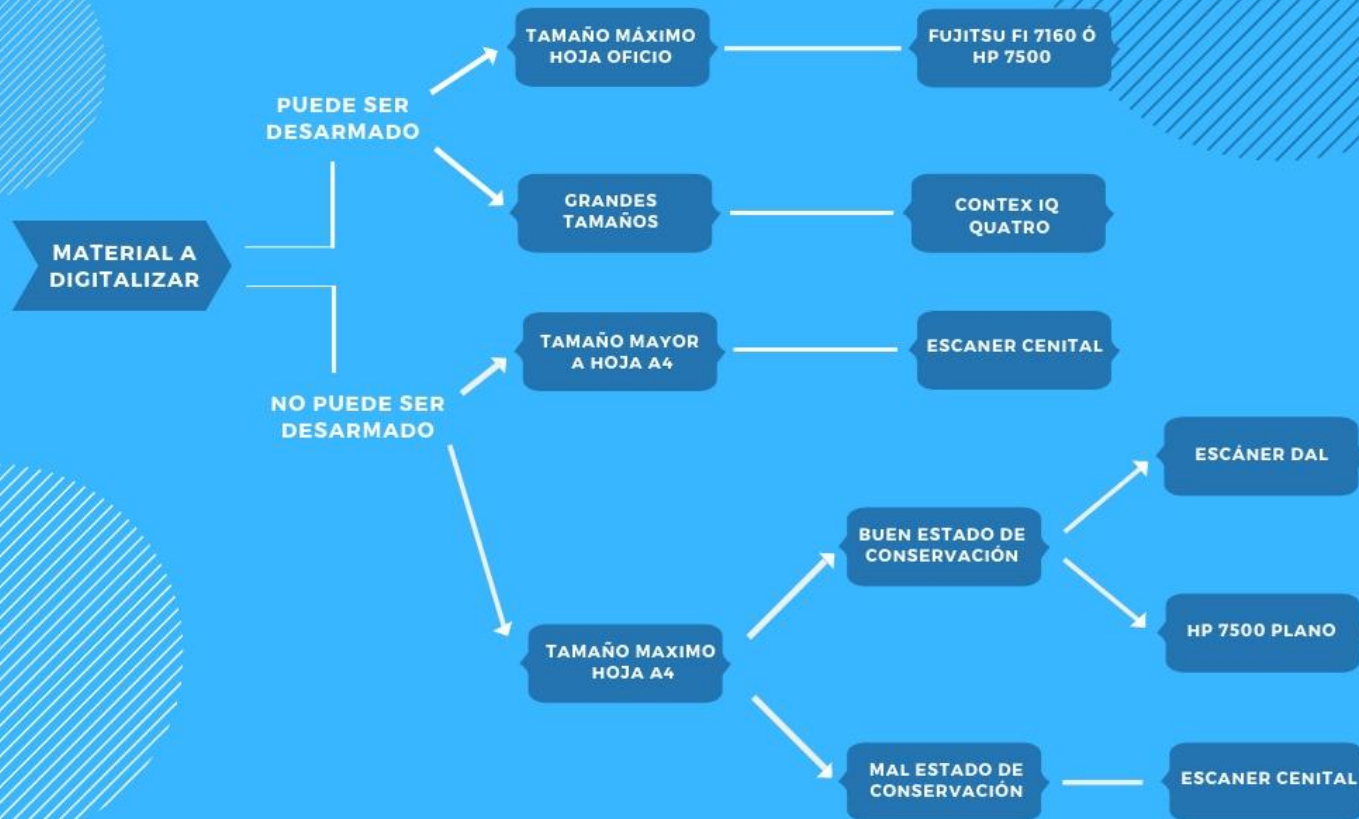 TAMAÑO MÁXIMO
HOJA OFICIO
FUJITSU FI 7160 Ó
HP 7500
PUEDE SER
DESARMADO
GRANDES
TAMAÑOS
CONTEX IQ
QUATRO
MATERIAL A
DIGITALIZAR
TAMAÑO MAYOR
A HOJA A4
ESCANER CENITAL
NO PUEDE SER
DESARMADO
ESCÁNER DAL
BUEN ESTADO DE
CONSERVACIÓN
HP 7500 PLANO
TAMAÑO MAXIMO
HOJA A4
MAL ESTADO DE
CONSERVACIÓN
ESCANER CENITAL